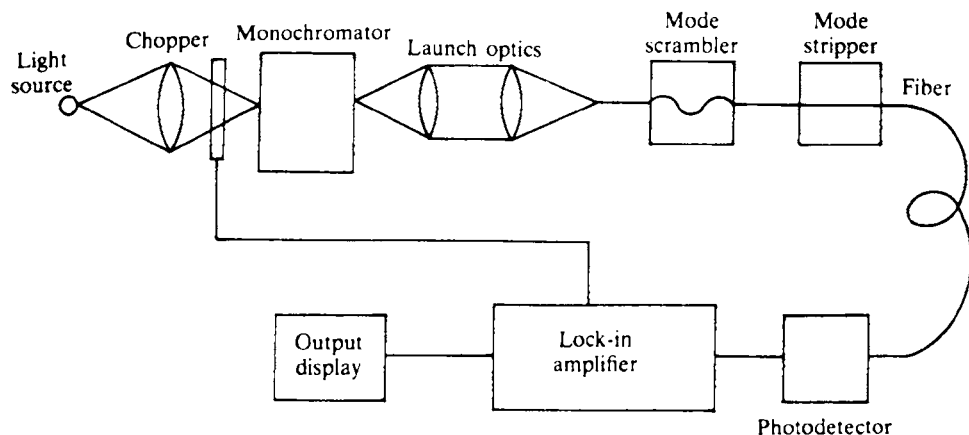 Light
source
Chopper
Monochromator
Launch optics
Mode
scrambler
Mode
stripper
Fiber
Output
display
Lock-in
amplifier
Photodetector